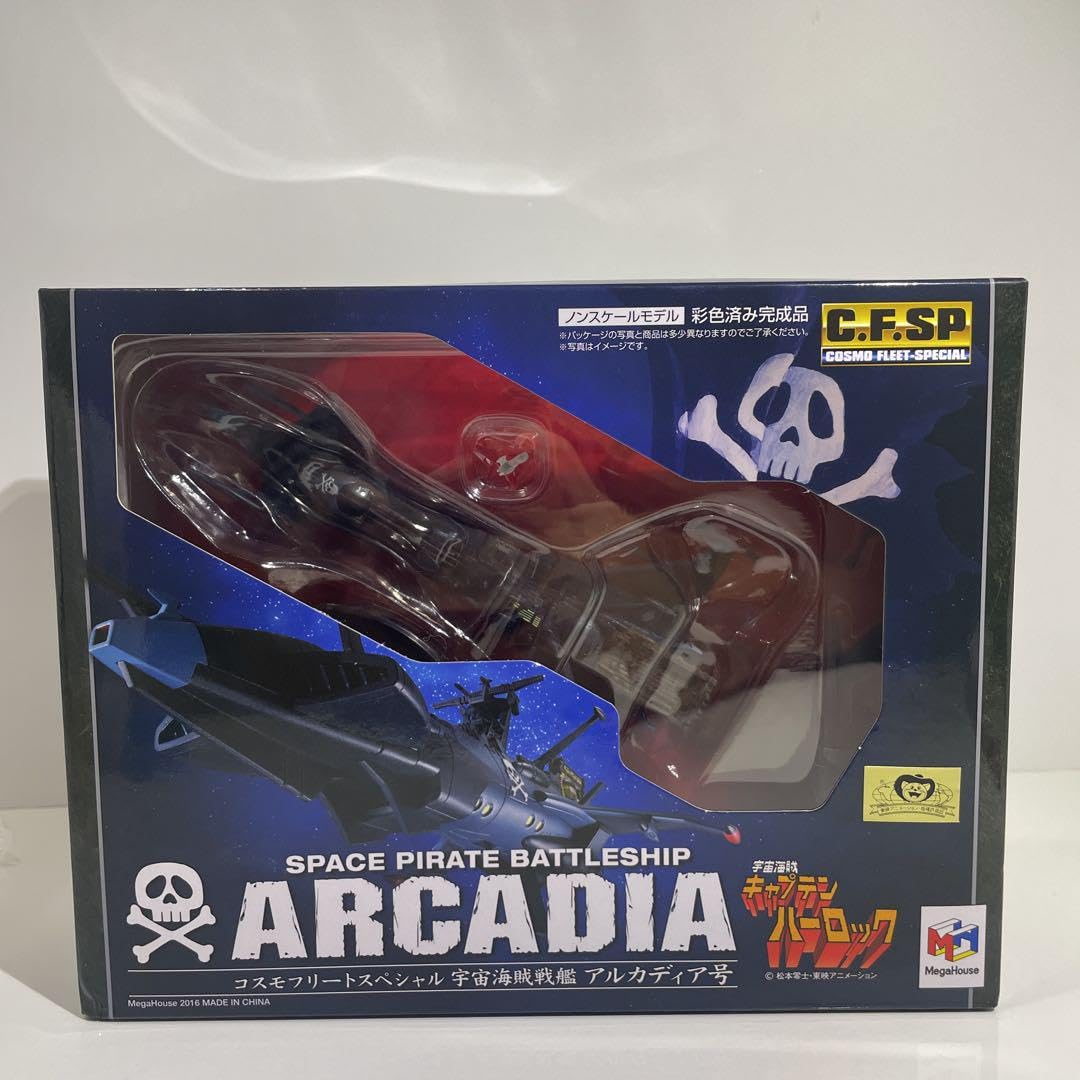 ノンスケールモデル 彩色済み完成品
※パッケージの写真と商品は多少異なりますのでご了承ください。
※写真はイメージです。
C.F.SP
COSMO FLEET-SPECIAL
SPACE PIRATE BATTLESHIP
ARCADIA
コスモフリートスペシャル 宇宙海賊戦艦 アルカディア号
MegaHouse 2016 MADE IN CHINA
宇宙海賊
キャプテン
ハーロック
© 松本零士・東映アニメーション
MegaHouse